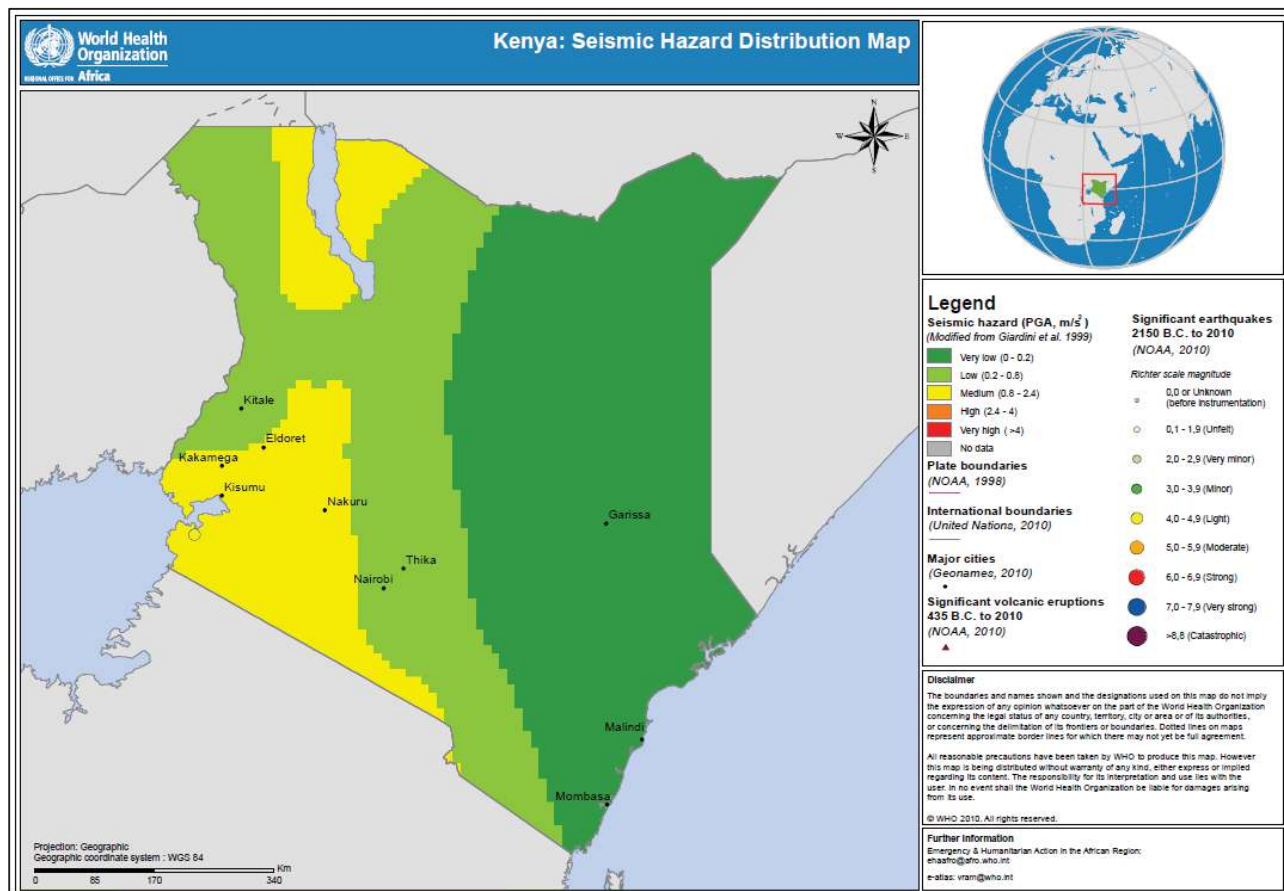 World Health
Organization
REGIONAL OFFICE FOR Africa
Kenya: Seismic Hazard Distribution Map
N
W E
S
Kitale
Eldoret
Kakamega
Kisumu
Nakuru
Garissa
Thika
Nairobi
Malindi
Mombasa
Projection: Geographic
Geographic coordinate system : WGS 84
Km
0 85 170 340
Legend
Seismic hazard (PGA, m/s²)
(Modified from Giardini et al. 1999)
Very low (0 - 0.2)
Low (0.2 - 0.8)
Medium (0.8 - 2.4)
High (2.4 - 4)
Very high ( >4)
No data
Plate boundaries
(NOAA, 1998)
International boundaries
(United Nations, 2010)
Major cities
(Geonames, 2010)
Significant volcanic eruptions
435 B.C. to 2010
(NOAA, 2010)
Significant earthquakes
2150 B.C. to 2010
(NOAA, 2010)
Richter scale magnitude
0,0 or Unknown
(before instrumentation)
0,1 - 1,9 (Unfelt)
2,0 - 2,9 (Very minor)
3,0 - 3,9 (Minor)
4,0 - 4,9 (Light)
5,0 - 5,9 (Moderate)
6,0 - 6,9 (Strong)
7,0 - 7,9 (Very strong)
>8,8 (Catastrophic)
Disclaimer
The boundaries and names shown and the designations used on this map do not imply
the expression of any opinion whatsoever on the part of the World Health Organization
concerning the legal status of any country, territory, city or area or of its authorities,
or concerning the delimitation of its frontiers or boundaries. Dotted lines on maps
represent approximate border lines for which there may not yet be full agreement.
All reasonable precautions have been taken by WHO to produce this map. However
this map is being distributed without warranty of any kind, either express or implied
regarding its content. The responsibility for its interpretation and use lies with the
user. In no event shall the World Health Organization be liable for damages arising
from its use.
© WHO 2010. All rights reserved.
Further information
Emergency & Humanitarian Action in the African Region:
ehaafro@afro.who.int
e-atlas: vram@who.int